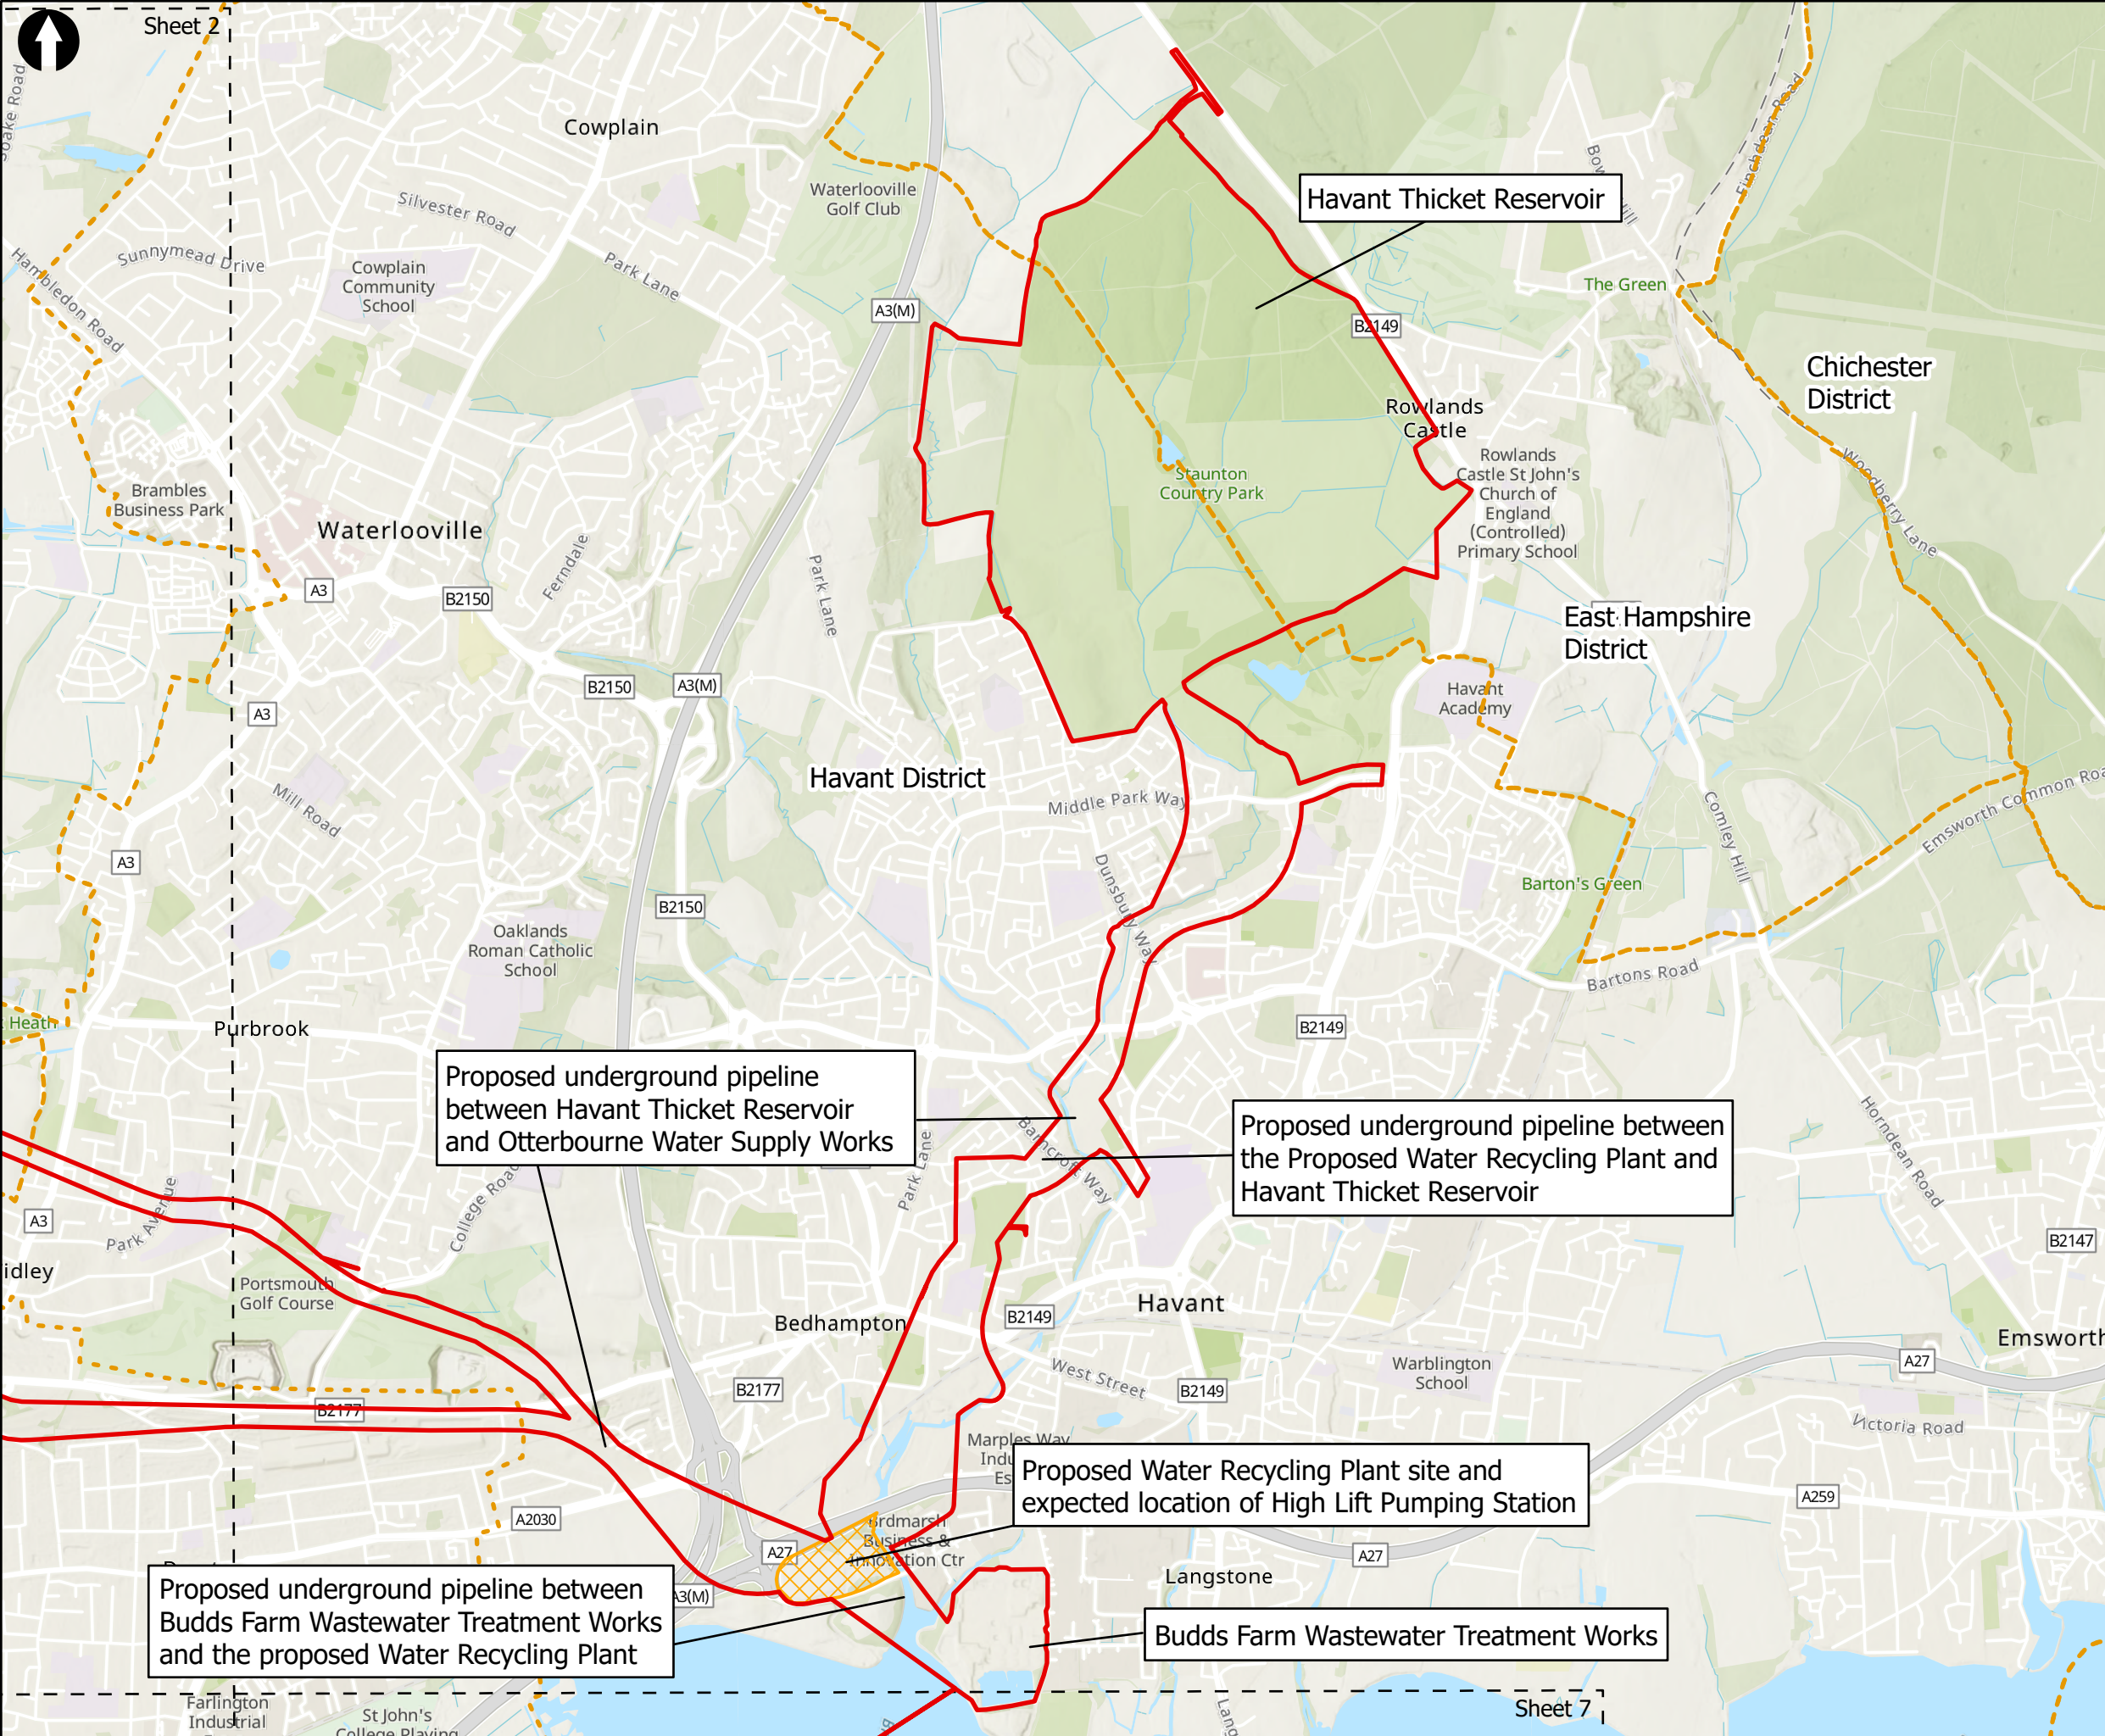 Sheet 2
Soake Road
Cowplain
Waterlooville
Golf Club
Silvester Road
Sunnymead Drive
Hambledon Road
Cowplain
Community
School
Park Lane
A3(M)
Havant Thicket Reservoir
Finchdean Road
The Green
B2149
Chichester
District
Rowlands
Castle
Rowlands
Castle St John's
Church of
England
(Controlled)
Primary School
Staunton
Country Park
Woodberry Lane
Brambles
Business Park
Waterlooville
Ferndale
Park Lane
A3
B2150
East Hampshire
District
B2150
A3(M)
A3
Havant
Academy
Havant District
Middle Park Way
Mill Road
Comley Hill
Emsworth Common Roa
A3
Dunsbury Way
Barton's Green
B2150
Oaklands
Roman Catholic
School
Bartons Road
Heath
Purbrook
B2149
Proposed underground pipeline
between Havant Thicket Reservoir
and Otterbourne Water Supply Works
Proposed underground pipeline between
the Proposed Water Recycling Plant and
Havant Thicket Reservoir
Barncroft Way
Park Lane
College Road
Park Avenue
Horndean Road
A3
B2147
idley
Portsmouth
Golf Course
Bedhampton
B2149
Havant
Emsworth
A27
West Street
Warblington
School
B2177
B2149
B2177
Victoria Road
Marples Way
Proposed Water Recycling Plant site and
expected location of High Lift Pumping Station
A259
A2030
Brdmarsh
Business &
Innovation Ctr
A27
A27
Langstone
Proposed underground pipeline between
Budds Farm Wastewater Treatment Works
and the proposed Water Recycling Plant
A3(M)
Budds Farm Wastewater Treatment Works
Farlington
Industrial
St John's
College Playing
Lang
Sheet 7